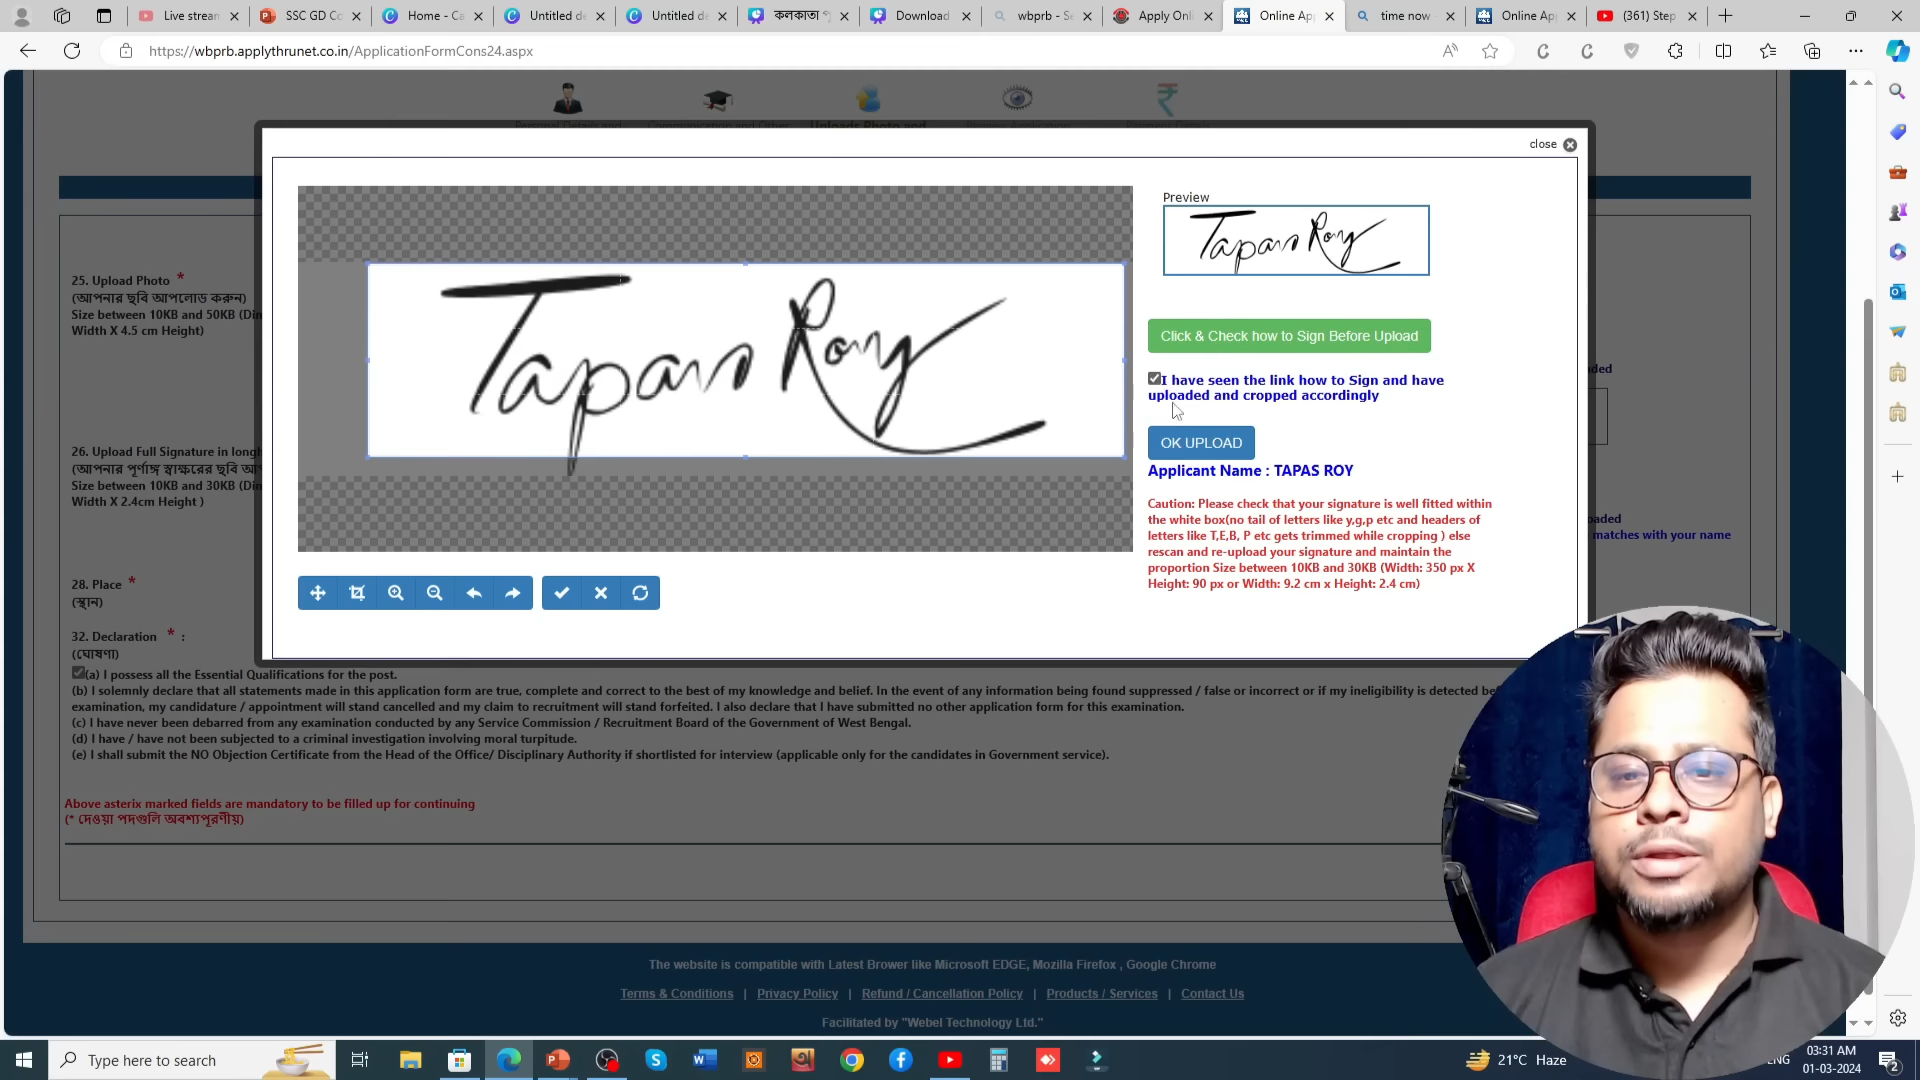 Live stream
SSC GD Co
Home - Ca
Untitled de
Untitled de
কলকাতা প
Download
wbprb - Se
Apply Onli
Online App
time now -
Online App
(361) Step
https://wbprb.applythrunet.co.in/ApplicationFormCons24.aspx
close
Preview
Tapas Roy
Tapas Roy
Click & Check how to Sign Before Upload
I have seen the link how to Sign and have
uploaded and cropped accordingly
OK UPLOAD
Applicant Name : TAPAS ROY
Caution: Please check that your signature is well fitted within
the white box(no tail of letters like y,g,p etc and headers of
letters like T,E,B, P etc gets trimmed while cropping ) else
rescan and re-upload your signature and maintain the
proportion Size between 10KB and 30KB (Width: 350 px X
Height: 90 px or Width: 9.2 cm x Height: 2.4 cm)
25. Upload Photo *
(আপনার ছবি আপলোড করুন)
Size between 10KB and 50KB (Di
Width X 4.5 cm Height)
26. Upload Full Signature in longh
(আপনার পূর্ণাঙ্গ স্বাক্ষরের ছবি আপ
Size between 10KB and 30KB (Di
Width X 2.4cm Height )
matches with your name
28. Place *
(স্থান)
32. Declaration * :
(ঘোষণা)
(a) I possess all the Essential Qualifications for the post.
(b) I solemnly declare that all statements made in this application form are true, complete and correct to the best of my knowledge and belief. In the event of any information being found suppressed / false or incorrect or if my ineligibility is detected be
examination, my candidature / appointment will stand cancelled and my claim to recruitment will stand forfeited. I also declare that I have submitted no other application form for this examination.
(c) I have never been debarred from any examination conducted by any Service Commission / Recruitment Board of the Government of West Bengal.
(d) I have / have not been subjected to a criminal investigation involving moral turpitude.
(e) I shall submit the NO Objection Certificate from the Head of the Office/ Disciplinary Authority if shortlisted for interview (applicable only for the candidates in Government service).
Above asterix marked fields are mandatory to be filled up for continuing
(* দেওয়া পদগুলি অবশ্যপূরণীয়)
The website is compatible with Latest Brower like Microsoft EDGE, Mozilla Firefox , Google Chrome
Terms & Conditions | Privacy Policy | Refund / Cancellation Policy | Products / Services | Contact Us
Facilitated by "Webel Technology Ltd."
Type here to search
21°C Haze
ENG
03:31 AM
01-03-2024
2